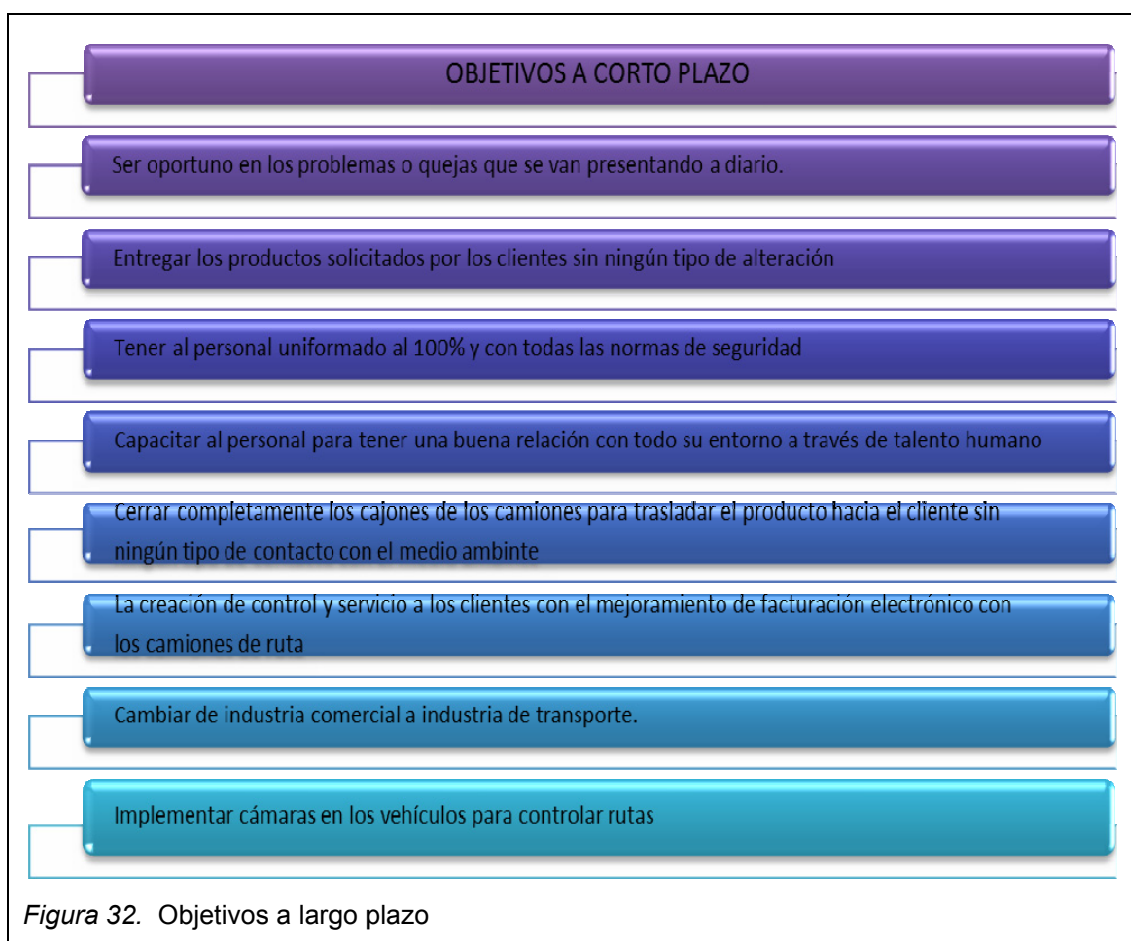 OBJETIVOS A CORTO PLAZO
Ser oportuno en los problemas o quejas que se van presentando a diario.
Entregar los productos solicitados por los clientes sin ningún tipo de alteración
Tener al personal uniformado al 100% y con todas las normas de seguridad
Capacitar al personal para tener una buena relación con todo su entorno a través de talento humano
Cerrar completamente los cajones de los camiones para trasladar el producto hacia el cliente sin
ningún tipo de contacto con el medio ambinte
La creación de control y servicio a los clientes con el mejoramiento de facturación electrónico con
los camiones de ruta
Cambiar de industria comercial a industria de transporte.
Implementar cámaras en los vehículos para controlar rutas
Figura 32. Objetivos a largo plazo